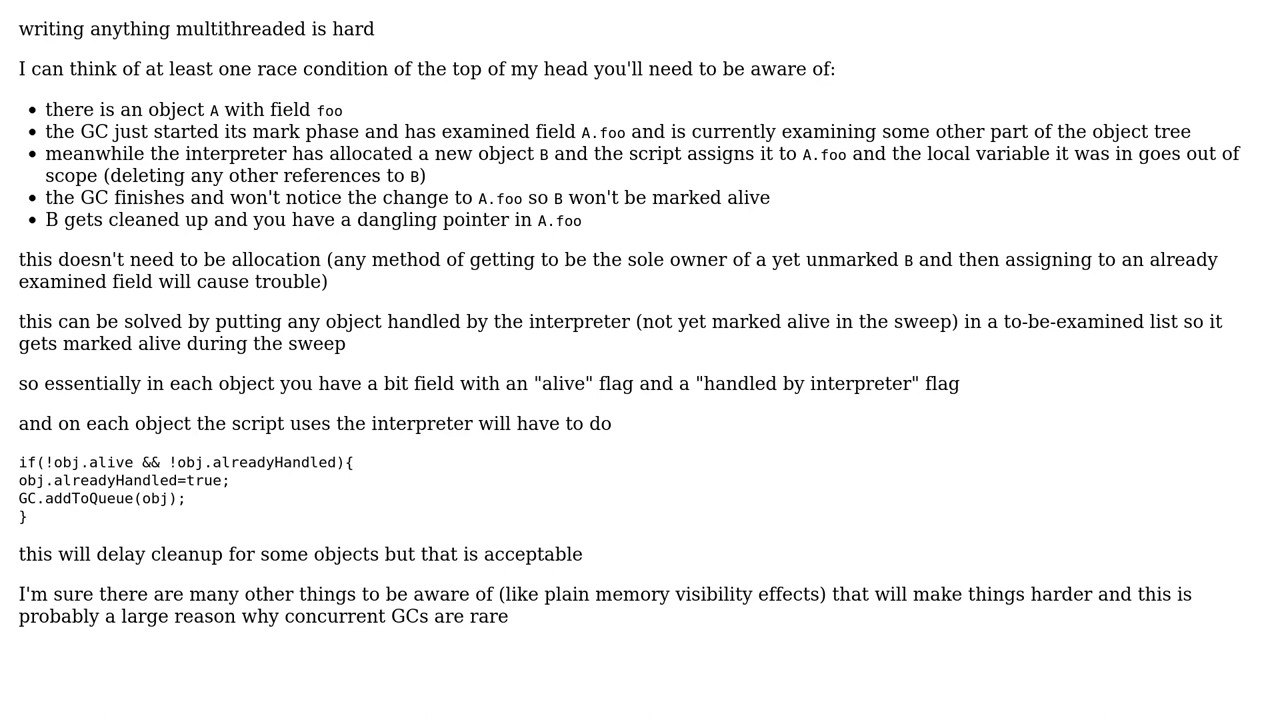 writing anything multithreaded is hard
I can think of at least one race condition of the top of my head you'll need to be aware of:
• there is an object A with field foo
• the GC just started its mark phase and has examined field A.foo and is currently examining some other part of the object tree
• meanwhile the interpreter has allocated a new object B and the script assigns it to A.foo and the local variable it was in goes out of
scope (deleting any other references to B)
• the GC finishes and won't notice the change to A.foo so B won't be marked alive
• B gets cleaned up and you have a dangling pointer in A.foo
this doesn't need to be allocation (any method of getting to be the sole owner of a yet unmarked B and then assigning to an already
examined field will cause trouble)
this can be solved by putting any object handled by the interpreter (not yet marked alive in the sweep) in a to-be-examined list so it
gets marked alive during the sweep
so essentially in each object you have a bit field with an "alive" flag and a "handled by interpreter" flag
and on each object the script uses the interpreter will have to do
if(!obj.alive && !obj.alreadyHandled){
obj.alreadyHandled=true;
GC.addToQueue(obj);
}
this will delay cleanup for some objects but that is acceptable
I'm sure there are many other things to be aware of (like plain memory visibility effects) that will make things harder and this is
probably a large reason why concurrent GCs are rare